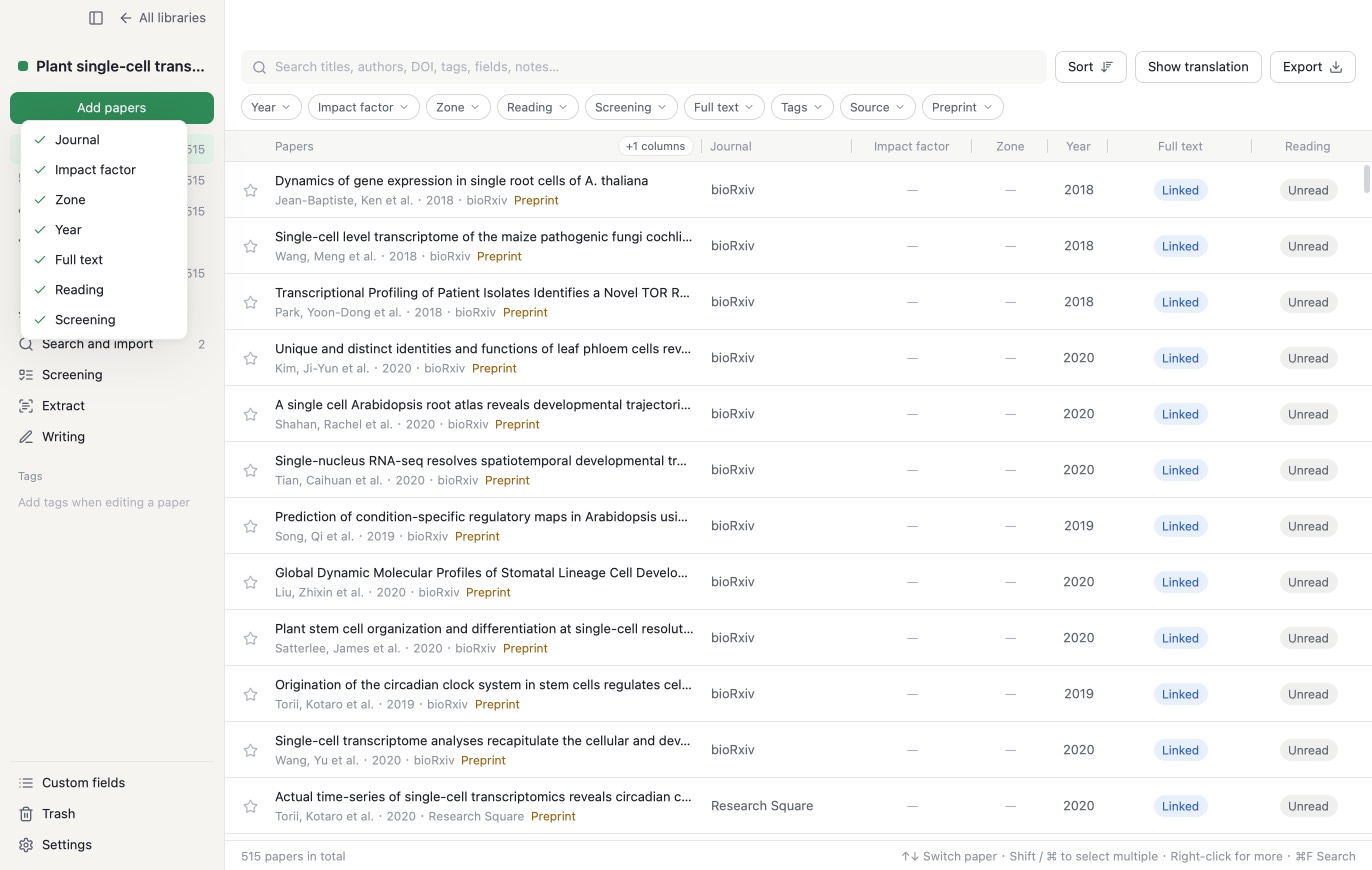 All libraries
Plant single-cell trans...
Add papers
515
515
515
515
Journal
Impact factor
Zone
Year
Full text
Reading
Screening
Search and import 2
Screening
Extract
Writing
Tags
Add tags when editing a paper
Custom fields
Trash
Settings
Search titles, authors, DOI, tags, fields, notes...
Sort
Show translation
Export
Year
Impact factor
Zone
Reading
Screening
Full text
Tags
Source
Preprint
Papers +1 columns Journal Impact factor Zone Year Full text Reading
Dynamics of gene expression in single root cells of A. thaliana
Jean-Baptiste, Ken et al. · 2018 · bioRxiv Preprint
bioRxiv — — 2018 Linked Unread
Single-cell level transcriptome of the maize pathogenic fungi cochli...
Wang, Meng et al. · 2018 · bioRxiv Preprint
bioRxiv — — 2018 Linked Unread
Transcriptional Profiling of Patient Isolates Identifies a Novel TOR R...
Park, Yoon-Dong et al. · 2018 · bioRxiv Preprint
bioRxiv — — 2018 Linked Unread
Unique and distinct identities and functions of leaf phloem cells rev...
Kim, Ji-Yun et al. · 2020 · bioRxiv Preprint
bioRxiv — — 2020 Linked Unread
A single cell Arabidopsis root atlas reveals developmental trajectori...
Shahan, Rachel et al. · 2020 · bioRxiv Preprint
bioRxiv — — 2020 Linked Unread
Single-nucleus RNA-seq resolves spatiotemporal developmental tr...
Tian, Caihuan et al. · 2020 · bioRxiv Preprint
bioRxiv — — 2020 Linked Unread
Prediction of condition-specific regulatory maps in Arabidopsis usi...
Song, Qi et al. · 2019 · bioRxiv Preprint
bioRxiv — — 2019 Linked Unread
Global Dynamic Molecular Profiles of Stomatal Lineage Cell Develo...
Liu, Zhixin et al. · 2020 · bioRxiv Preprint
bioRxiv — — 2020 Linked Unread
Plant stem cell organization and differentiation at single-cell resolut...
Satterlee, James et al. · 2020 · bioRxiv Preprint
bioRxiv — — 2020 Linked Unread
Origination of the circadian clock system in stem cells regulates cel...
Torii, Kotaro et al. · 2019 · bioRxiv Preprint
bioRxiv — — 2019 Linked Unread
Single-cell transcriptome analyses recapitulate the cellular and dev...
Wang, Yu et al. · 2020 · bioRxiv Preprint
bioRxiv — — 2020 Linked Unread
Actual time-series of single-cell transcriptomics reveals circadian c...
Torii, Kotaro et al. · 2020 · Research Square Preprint
Research Square — — 2020 Linked Unread
515 papers in total
↑↓ Switch paper · Shift / ⌘ to select multiple · Right-click for more · ⌘F Search